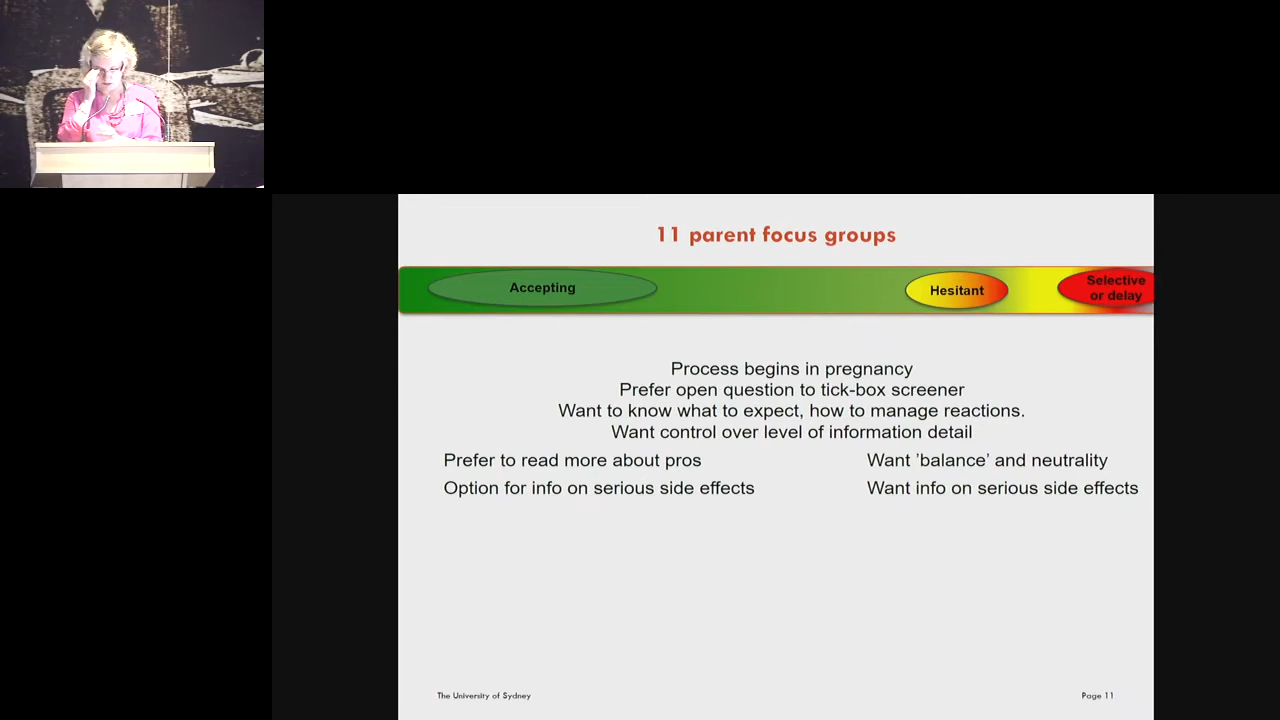 11 parent focus groups
Accepting
Hesitant
Selective
or delay
Process begins in pregnancy
Prefer open question to tick-box screener
Want to know what to expect, how to manage reactions.
Want control over level of information detail
Prefer to read more about pros
Want ’balance’ and neutrality
Option for info on serious side effects
Want info on serious side effects
The University of Sydney
Page 11